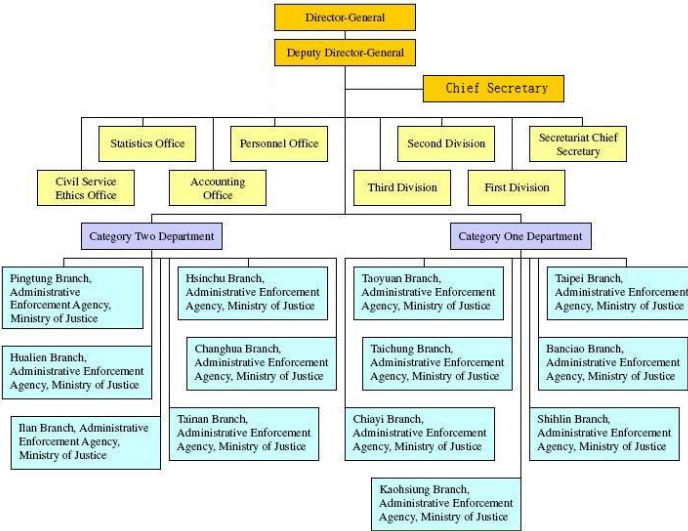 Director-General
Deputy Director-General
Chief Secretary
Statistics Office
Personnel Office
Second Division
Secretariat Chief
Secretary
Civil Service
Ethics Office
Accounting
Office
Third Division
First Division
Category Two Department
Category One Department
Pingtung Branch,
Administrative
Enforcement Agency,
Ministry of Justice
Hsinchu Branch,
Administrative Enforcement
Agency, Ministry of Justice
Taoyuan Branch,
Administrative Enforcement
Agency, Ministry of Justice
Taipei Branch,
Agency, Administrative Enforcement
Agency, Ministry of Justice
Hualien Branch,
Administrative Enforcement
Agency, Ministry of Justice
Changhua Branch,
Administrative Enforcement
Agency, Ministry of Justice
Taichung Branch,
Administrative Enforcement
Agency, Ministry of Justice
Banciao Branch,
Administrative Enforcement
Agency, Ministry of Justice
Ilan Branch, Administrative
Enforcement Agency,
Ministry of Justice
Tainan Branch,
Administrative Enforcement
Agency, Ministry of Justice
Chiayi Branch,
Administrative Enforcement
Agency, Ministry of Justice
Shihlin Branch,
Administrative Enforcement
Agency, Ministry of Justice
Kaohsiung Branch,
Administrative Enforcement
Agency, Ministry of Justice